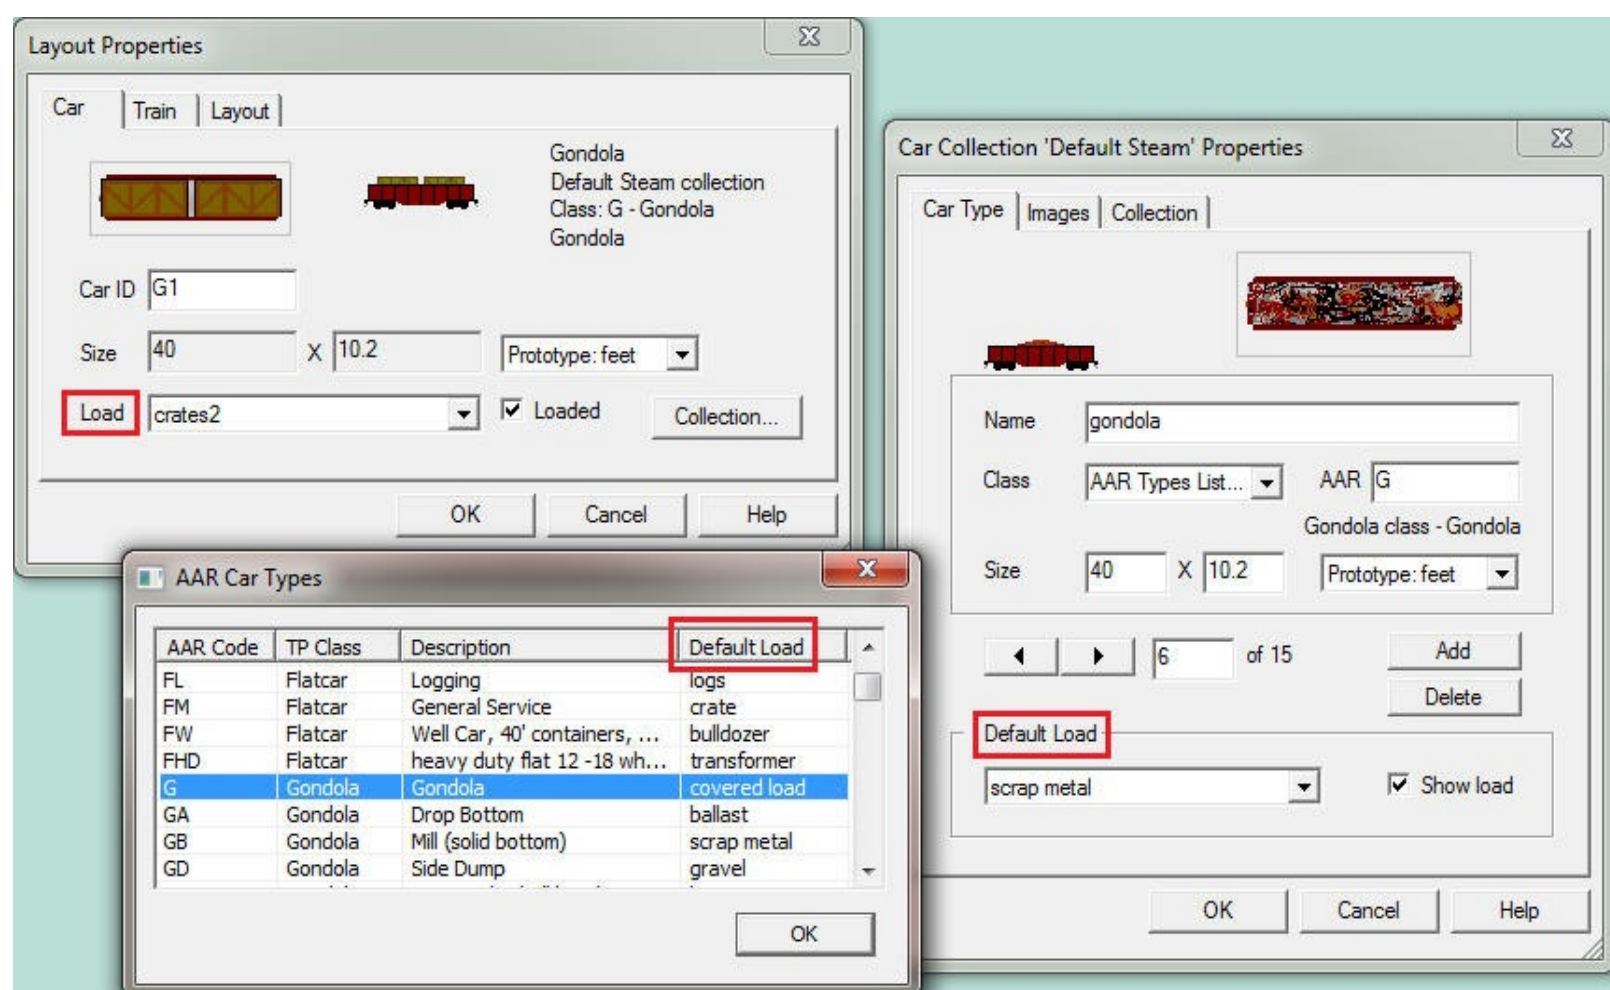 Layout Properties
Car Train Layout
Gondola
Default Steam collection
Class: G - Gondola
Gondola
Car ID G1
Size 40 X 10.2 Prototype: feet
Load crates2 Loaded Collection...
OK Cancel Help
AAR Car Types
AAR Code TP Class Description Default Load
FL Flatcar Logging logs
FM Flatcar General Service crate
FW Flatcar Well Car, 40' containers, ... bulldozer
FHD Flatcar heavy duty flat 12 -18 wh... transformer
G Gondola Gondola covered load
GA Gondola Drop Bottom ballast
GB Gondola Mill (solid bottom) scrap metal
GD Gondola Side Dump gravel
OK
Car Collection 'Default Steam' Properties
Car Type Images Collection
Name gondola
Class AAR Types List... AAR G
Gondola class - Gondola
Size 40 X 10.2 Prototype: feet
6 of 15 Add
Delete
Default Load
scrap metal Show load
OK Cancel Help